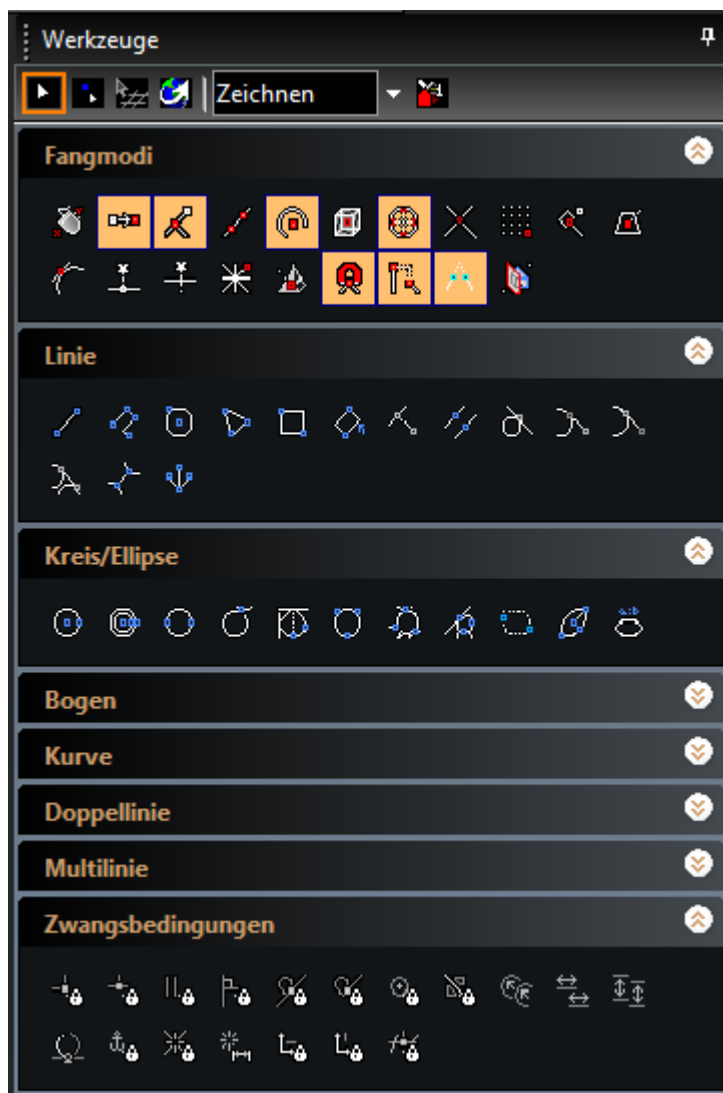 Werkzeuge
Zeichnen
Fangmodi
Linie
Kreis/Ellipse
a:b
Bogen
Kurve
Doppellinie
Multilinie
Zwangsbedingungen